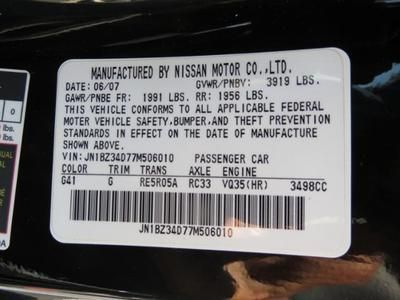 MANUFACTURED BY NISSAN MOTOR CO.,LTD.
DATE: 06/07 GVWR/PNBV: 3919 LBS.
GAWR/PNBE FR: 1991 LBS. RR: 1956 LBS.
THIS VEHICLE CONFORMS TO ALL APPLICABLE FEDERAL
MOTOR VEHICLE SAFETY,BUMPER,AND THEFT PREVENTION
STANDARDS IN EFFECT ON THE DATE OF MANUFACTURE
SHOWN ABOVE.
VIN: JN1BZ34D77M506010 PASSENGER CAR
COLOR TRIM TRANS AXLE ENGINE
G41 G RE5R05A RC33 VQ35(HR) 3498CC
JN1BZ34D77M506010
0
lbs.
lbs.